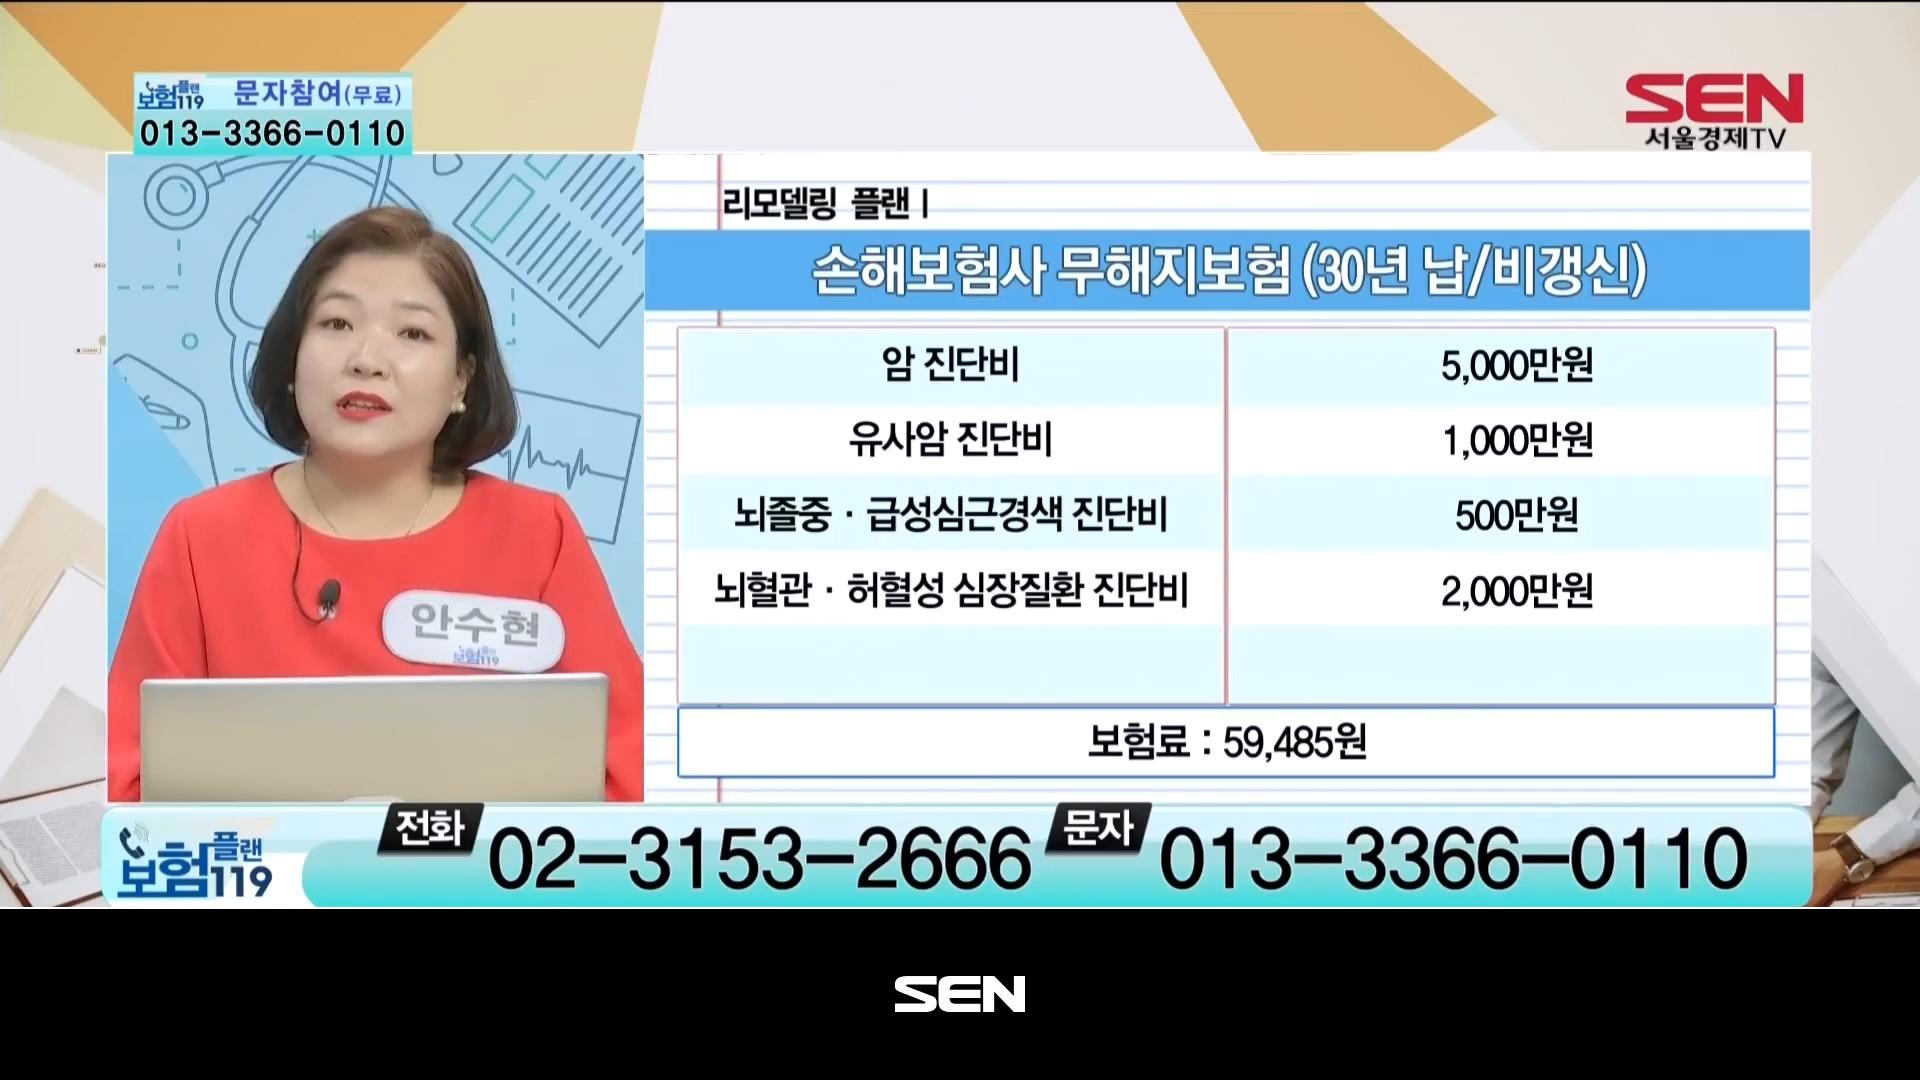 보험플랜119 문자참여(무료)
013-3366-0110
SEN
서울경제TV
리모델링 플랜 I
손해보험사 무해지보험 (30년 납/비갱신)
암 진단비 5,000만원
유사암 진단비 1,000만원
뇌졸중 · 급성심근경색 진단비 500만원
뇌혈관 · 허혈성 심장질환 진단비 2,000만원
보험료 : 59,485원
안수현
보험플랜119
보험플랜119 전화 02-3153-2666 문자 013-3366-0110
SEN